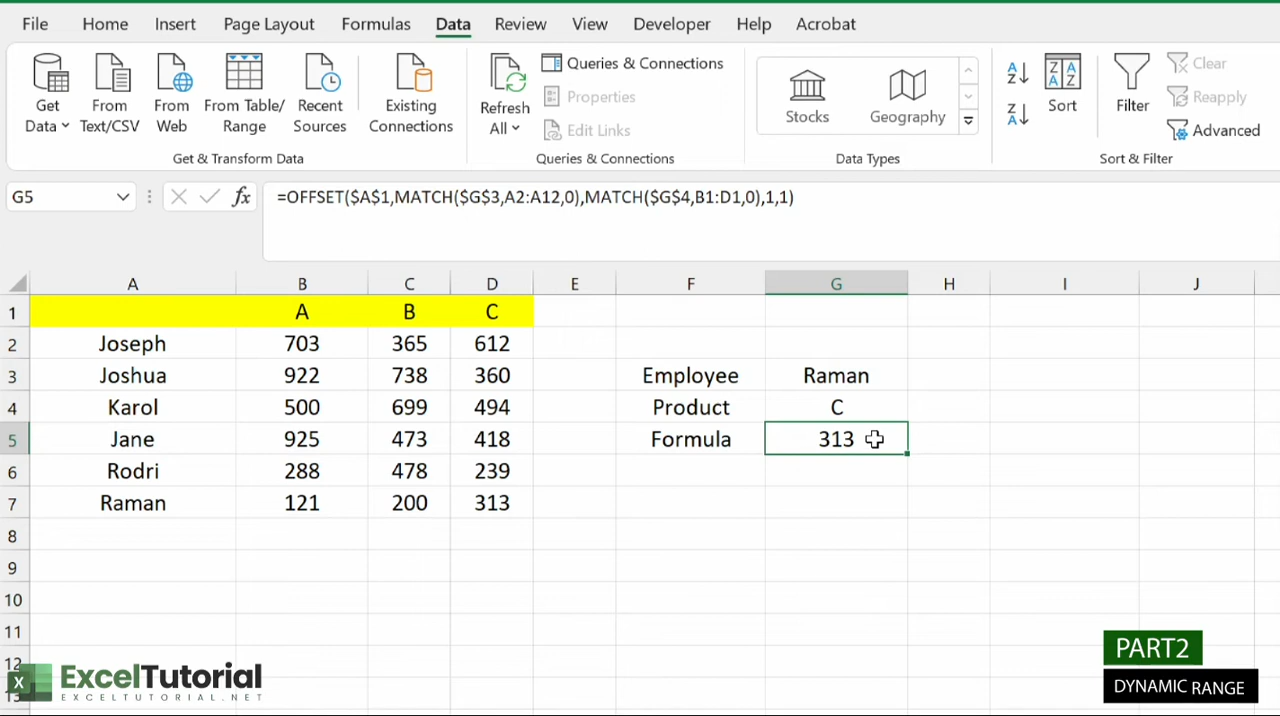 File Home Insert Page Layout Formulas Data Review View Developer Help Acrobat
Get Data
From Text/CSV
From Web
From Table/ Range
Recent Sources
Existing Connections
Refresh All
Queries & Connections
Properties
Edit Links
Stocks
Geography
Sort
Filter
Clear
Reapply
Advanced
Get & Transform Data
Queries & Connections
Data Types
Sort & Filter
G5
fx
=OFFSET($A$1,MATCH($G$3,A2:A12,0),MATCH($G$4,B1:D1,0),1,1)
A B C D E F G H I J
1 A B C
2 Joseph 703 365 612
3 Joshua 922 738 360 Employee Raman
4 Karol 500 699 494 Product C
5 Jane 925 473 418 Formula 313
6 Rodri 288 478 239
7 Raman 121 200 313
8
9
10
11
12
X ExcelTutorial
EXCELTUTORIAL.NET
PART2
DYNAMIC RANGE